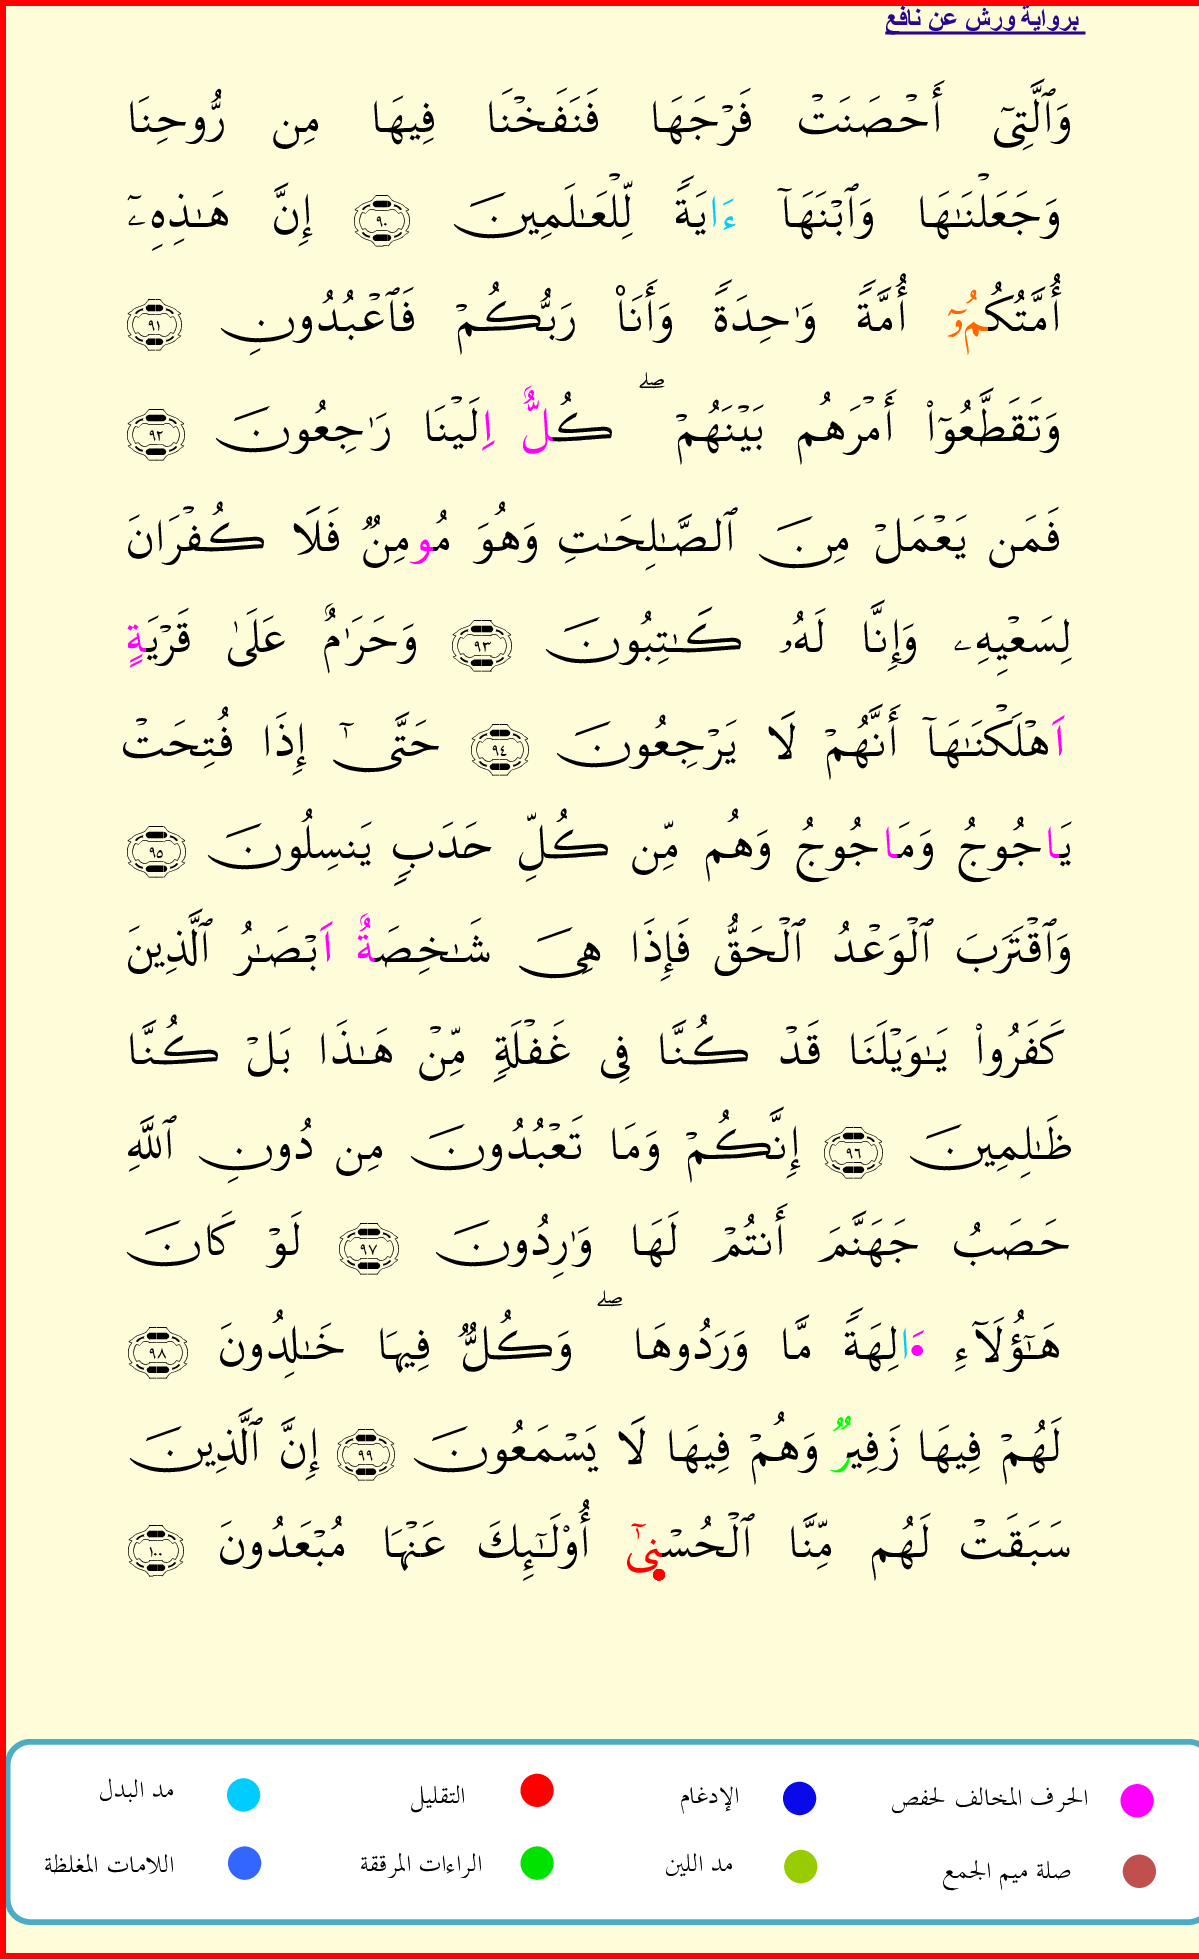 برواية ورش عن نافع
وَٱلَّتِىٓ أَحْصَنَتْ فَرْجَهَا فَنَفَخْنَا فِيهَا مِن رُّوحِنَا
وَجَعَلْنَٰهَا وَٱبْنَهَآ ءَايَةً لِّلْعَٰلَمِينَ ٩٠ إِنَّ هَٰذِهِۦٓ
أُمَّتُكُمُۥٓ أُمَّةً وَٰحِدَةً وَأَنَا۠ رَبُّكُمْ فَٱعْبُدُونِ ٩١
وَتَقَطَّعُوٓا۟ أَمْرَهُم بَيْنَهُمْ ۖ كُلٌّ اِلَيْنَا رَٰجِعُونَ ٩٢
فَمَن يَعْمَلْ مِنَ ٱلصَّٰلِحَٰتِ وَهُوَ مُومِنٌ فَلَا كُفْرَانَ
لِسَعْيِهِۦ وَإِنَّا لَهُۥ كَٰتِبُونَ ٩٣ وَحَرَٰمٌ عَلَىٰ قَرْيَةٍ
اَهْلَكْنَٰهَآ أَنَّهُمْ لَا يَرْجِعُونَ ٩٤ حَتَّىٰٓ إِذَا فُتِحَتْ
يَاجُوجُ وَمَاجُوجُ وَهُم مِّن كُلِّ حَدَبٍ يَنسِلُونَ ٩٥
وَٱقْتَرَبَ ٱلْوَعْدُ ٱلْحَقُّ فَإِذَا هِىَ شَٰخِصَةٌ اَبْصَٰرُ ٱلَّذِينَ
كَفَرُوا۟ يَٰوَيْلَنَا قَدْ كُنَّا فِى غَفْلَةٍ مِّنْ هَٰذَا بَلْ كُنَّا
ظَٰلِمِينَ ٩٦ إِنَّكُمْ وَمَا تَعْبُدُونَ مِن دُونِ ٱللَّهِ
حَصَبُ جَهَنَّمَ أَنتُمْ لَهَا وَٰرِدُونَ ٩٧ لَوْ كَانَ
هَٰٓؤُلَآءِ •َالِهَةً مَّا وَرَدُوهَا ۖ وَكُلٌّ فِيهَا خَٰلِدُونَ ٩٨
لَهُمْ فِيهَا زَفِيرٌ وَهُمْ فِيهَا لَا يَسْمَعُونَ ٩٩ إِنَّ ٱلَّذِينَ
سَبَقَتْ لَهُم مِّنَّا ٱلْحُسْنىٰٓ أُو۟لَٰٓئِكَ عَنْهَا مُبْعَدُونَ ١٠٠
الحرف المخالف لحفص الإدغام التقليل مد البدل
صلة ميم الجمع مد اللين الراءات المرققة اللامات المغلظة